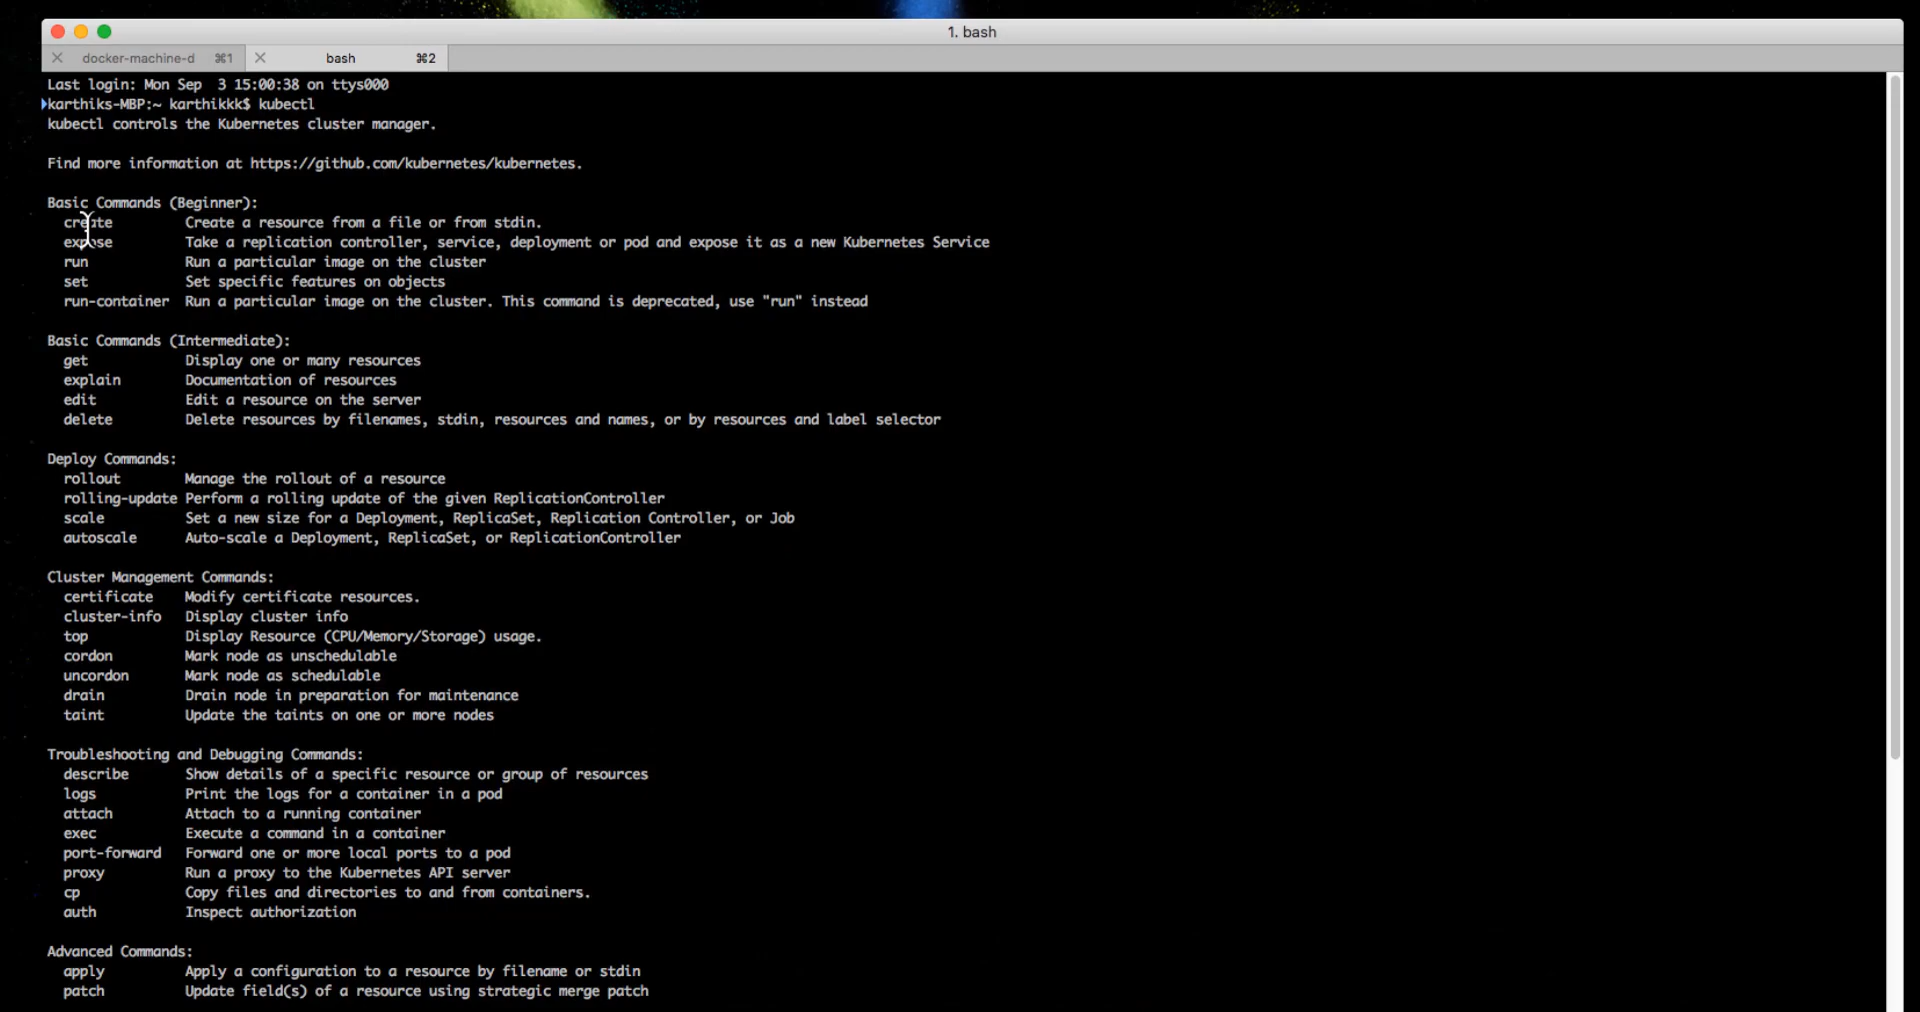 1. bash
docker-machine-d ⌘1 bash ⌘2
Last login: Mon Sep  3 15:00:38 on ttys000
karthiks-MBP:~ karthikkk$ kubectl
kubectl controls the Kubernetes cluster manager.
Find more information at https://github.com/kubernetes/kubernetes.
Basic Commands (Beginner):
create Create a resource from a file or from stdin.
expose Take a replication controller, service, deployment or pod and expose it as a new Kubernetes Service
run Run a particular image on the cluster
set Set specific features on objects
run-container Run a particular image on the cluster. This command is deprecated, use "run" instead
Basic Commands (Intermediate):
get Display one or many resources
explain Documentation of resources
edit Edit a resource on the server
delete Delete resources by filenames, stdin, resources and names, or by resources and label selector
Deploy Commands:
rollout Manage the rollout of a resource
rolling-update Perform a rolling update of the given ReplicationController
scale Set a new size for a Deployment, ReplicaSet, Replication Controller, or Job
autoscale Auto-scale a Deployment, ReplicaSet, or ReplicationController
Cluster Management Commands:
certificate Modify certificate resources.
cluster-info Display cluster info
top Display Resource (CPU/Memory/Storage) usage.
cordon Mark node as unschedulable
uncordon Mark node as schedulable
drain Drain node in preparation for maintenance
taint Update the taints on one or more nodes
Troubleshooting and Debugging Commands:
describe Show details of a specific resource or group of resources
logs Print the logs for a container in a pod
attach Attach to a running container
exec Execute a command in a container
port-forward Forward one or more local ports to a pod
proxy Run a proxy to the Kubernetes API server
cp Copy files and directories to and from containers.
auth Inspect authorization
Advanced Commands:
apply Apply a configuration to a resource by filename or stdin
patch Update field(s) of a resource using strategic merge patch